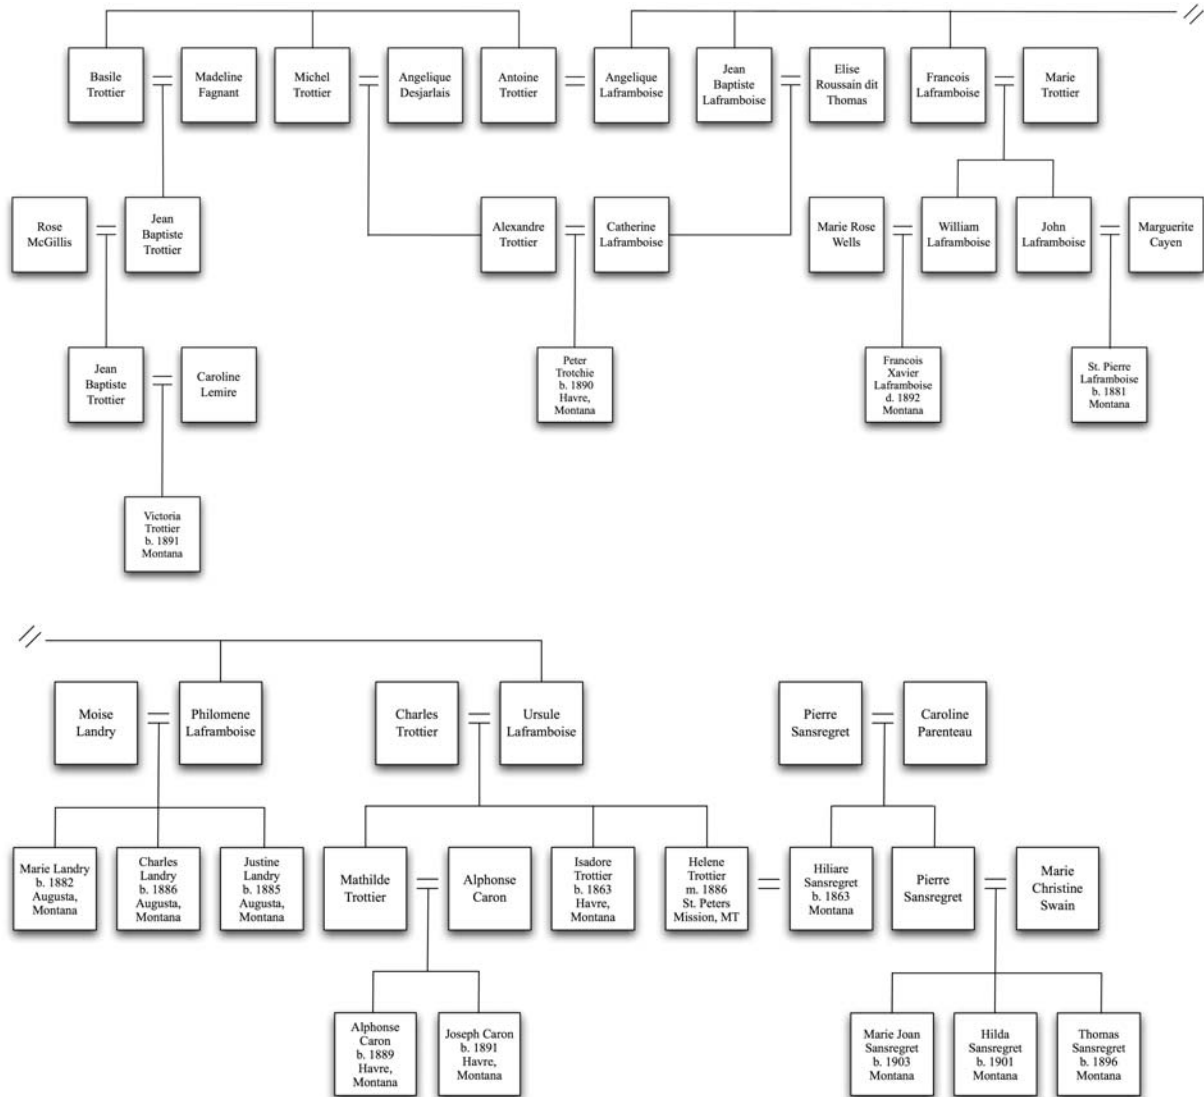 Basile
Trottier
Madeline
Fagnant
Michel
Trottier
Angelique
Desjarlais
Antoine
Trottier
Angelique
Laframboise
Jean
Baptiste
Laframboise
Elise
Roussain dit
Thomas
Francois
Laframboise
Marie
Trottier
Rose
McGillis
Jean
Baptiste
Trottier
Alexandre
Trottier
Catherine
Laframboise
Marie Rose
Wells
William
Laframboise
John
Laframboise
Marguerite
Cayen
Jean
Baptiste
Trottier
Caroline
Lemire
Peter
Trotchie
b. 1890
Havre,
Montana
Francois
Xavier
Laframboise
d. 1892
Montana
St. Pierre
Laframboise
b. 1881
Montana
Victoria
Trottier
b. 1891
Montana
Moise
Landry
Philomene
Laframboise
Charles
Trottier
Ursule
Laframboise
Pierre
Sansregret
Caroline
Parenteau
Marie Landry
b. 1882
Augusta,
Montana
Charles
Landry
b. 1886
Augusta,
Montana
Justine
Landry
b. 1885
Augusta,
Montana
Mathilde
Trottier
Alphonse
Caron
Isadore
Trottier
b. 1863
Havre,
Montana
Helene
Trottier
m. 1886
St. Peters
Mission, MT
Hiliare
Sansregret
b. 1863
Montana
Pierre
Sansregret
Marie
Christine
Swain
Alphonse
Caron
b. 1889
Havre,
Montana
Joseph Caron
b. 1891
Havre,
Montana
Marie Joan
Sansregret
b. 1903
Montana
Hilda
Sansregret
b. 1901
Montana
Thomas
Sansregret
b. 1896
Montana